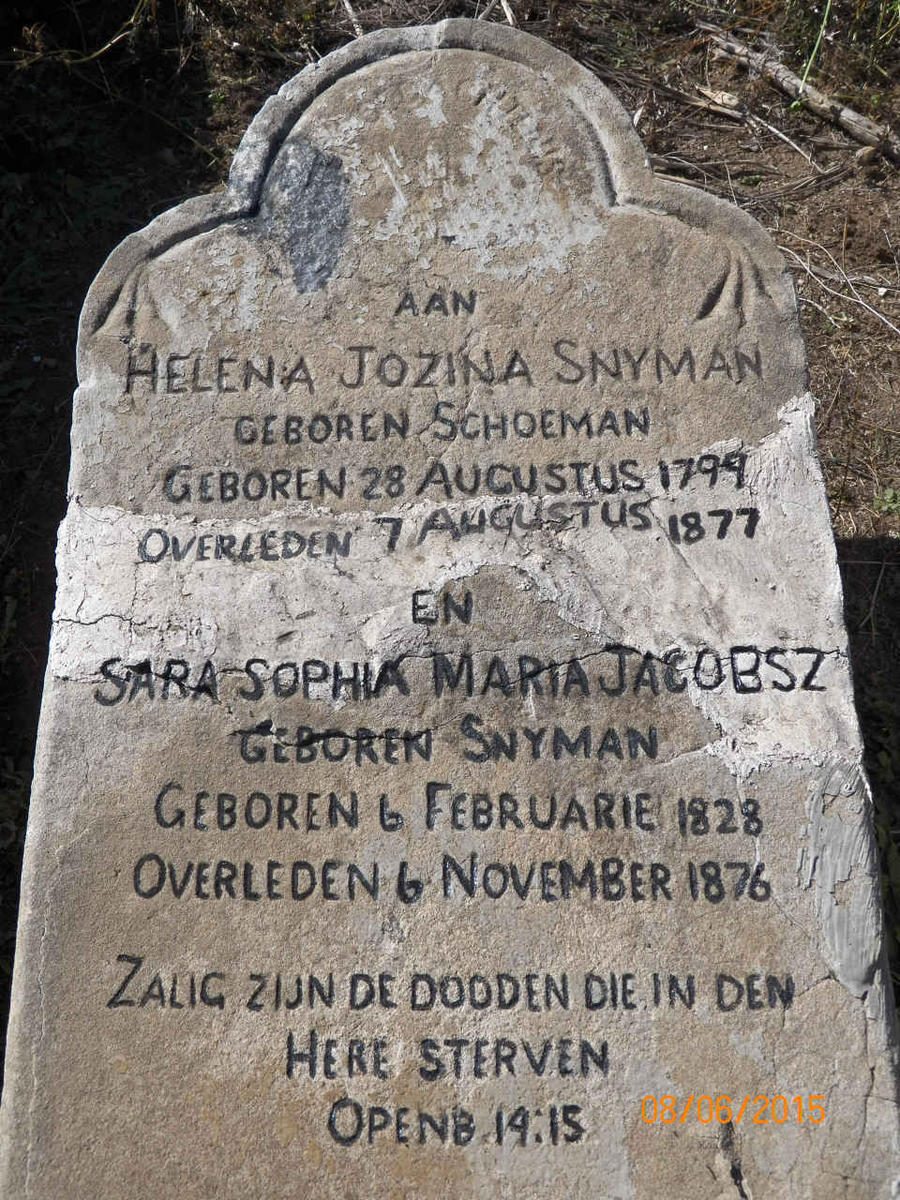 AAN
HELENA JOZINA SNYMAN
GEBOREN SCHOEMAN
GEBOREN 28 AUGUSTUS 1799
OVERLEDEN 7 AUGUSTUS 1877
EN
SARA SOPHIA MARIA JACOBSZ
GEBOREN SNYMAN
GEBOREN 6 FEBRUARIE 1828
OVERLEDEN 6 NOVEMBER 1876
ZALIG ZIJN DE DOODEN DIE IN DEN
HERE STERVEN
OPENB 14:15
08/06/2015